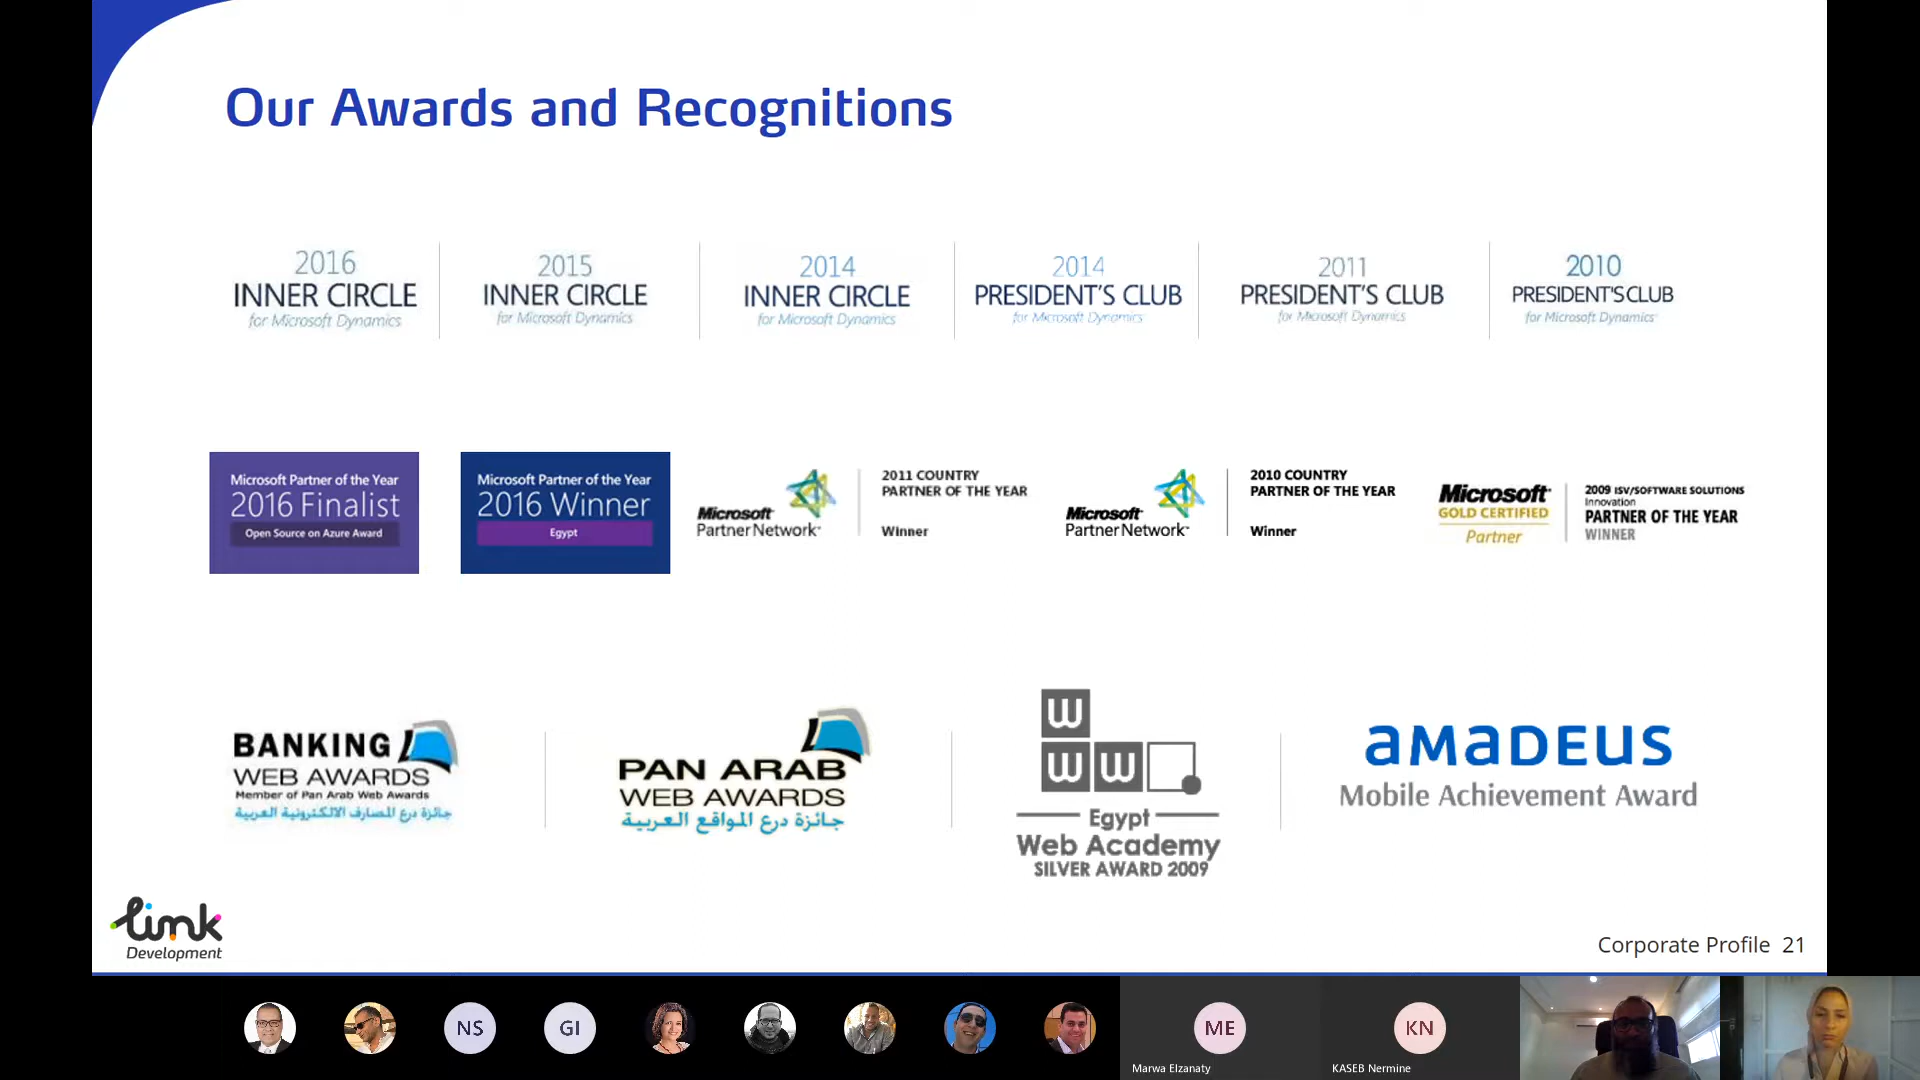 Our Awards and Recognitions
2016
INNER CIRCLE
for Microsoft Dynamics
2015
INNER CIRCLE
for Microsoft Dynamics
2014
INNER CIRCLE
for Microsoft Dynamics
2014
PRESIDENT'S CLUB
for Microsoft Dynamics
2011
PRESIDENT'S CLUB
for Microsoft Dynamics
2010
PRESIDENT'S CLUB
for Microsoft Dynamics
Microsoft Partner of the Year
2016 Finalist
Open Source on Azure Award
Microsoft Partner of the Year
2016 Winner
Egypt
Microsoft
Partner Network
2011 COUNTRY
PARTNER OF THE YEAR
Winner
Microsoft
Partner Network
2010 COUNTRY
PARTNER OF THE YEAR
Winner
Microsoft
GOLD CERTIFIED
Partner
2009 ISV/SOFTWARE SOLUTIONS
Innovation
PARTNER OF THE YEAR
WINNER
BANKING
WEB AWARDS
Member of Pan Arab Web Awards
جائزة درع المصارف الالكترونية العربية
PAN ARAB
WEB AWARDS
جائزة درع المواقع العربية
W
W W
Egypt
Web Academy
SILVER AWARD 2009
amadeus
Mobile Achievement Award
link
Development
Corporate Profile 21
NS
GI
ME
KN
Marwa Elzanaty
KASEB Nermine